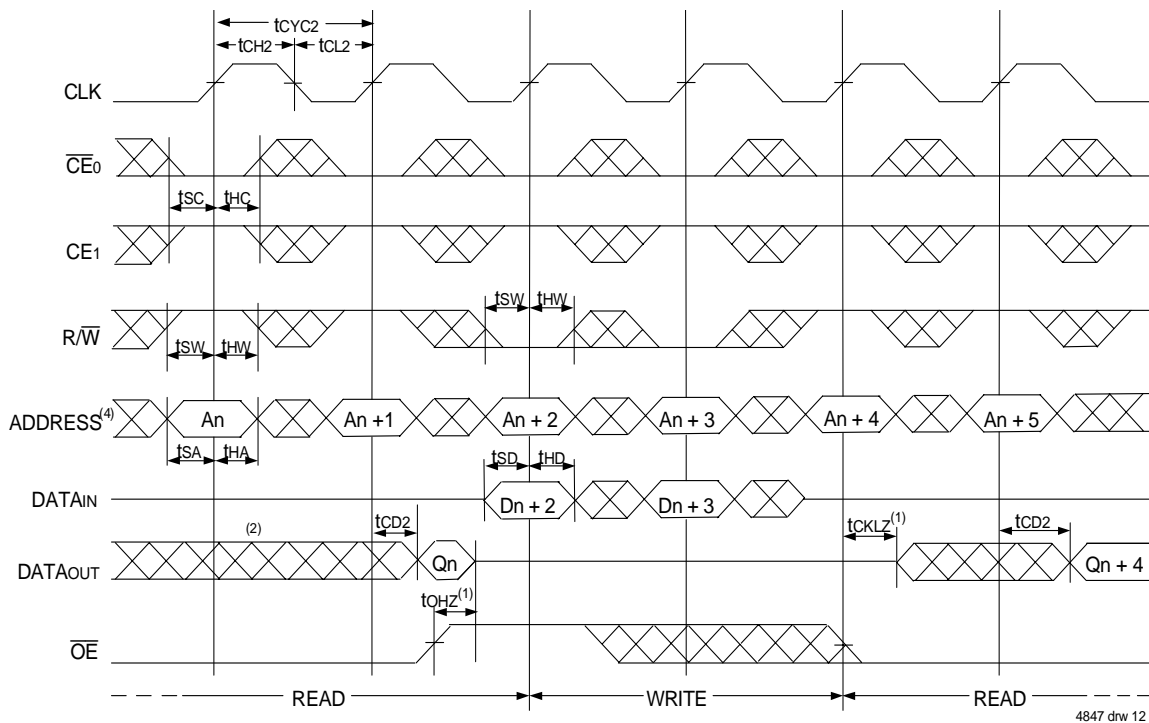 tCYC2
tCH2 tCL2
CLK
CE0
tSC tHC
CE1
tSW tHW
R/W
tSW tHW
ADDRESS(4) An An + 1 An + 2 An + 3 An + 4 An + 5
tSA tHA tSD tHD
DATAIN Dn + 2 Dn + 3
(2) tCD2 tCKLZ(1) tCD2
DATAOUT Qn Qn + 4
tOHZ(1)
OE
READ WRITE READ
4847 drw 12